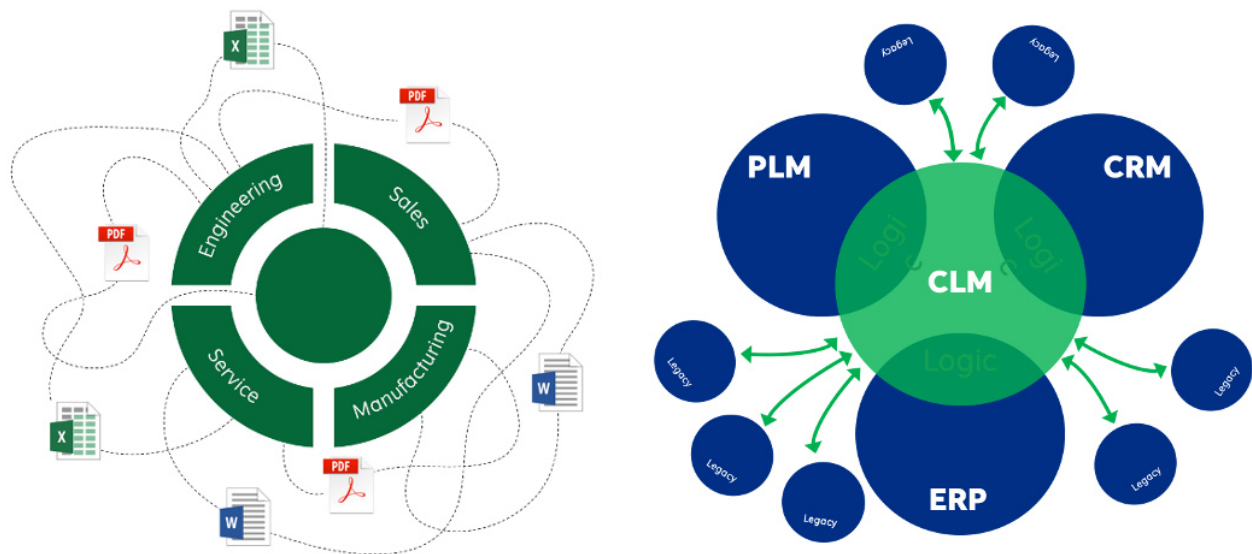 X
PDF
Engineering
Sales
PDF
Service
Manufacturing
W
X
PDF
W
Legacy
Legacy
PLM
CRM
Logi
c
Logi
c
CLM
Logic
Legacy
Legacy
Legacy
Legacy
Legacy
ERP